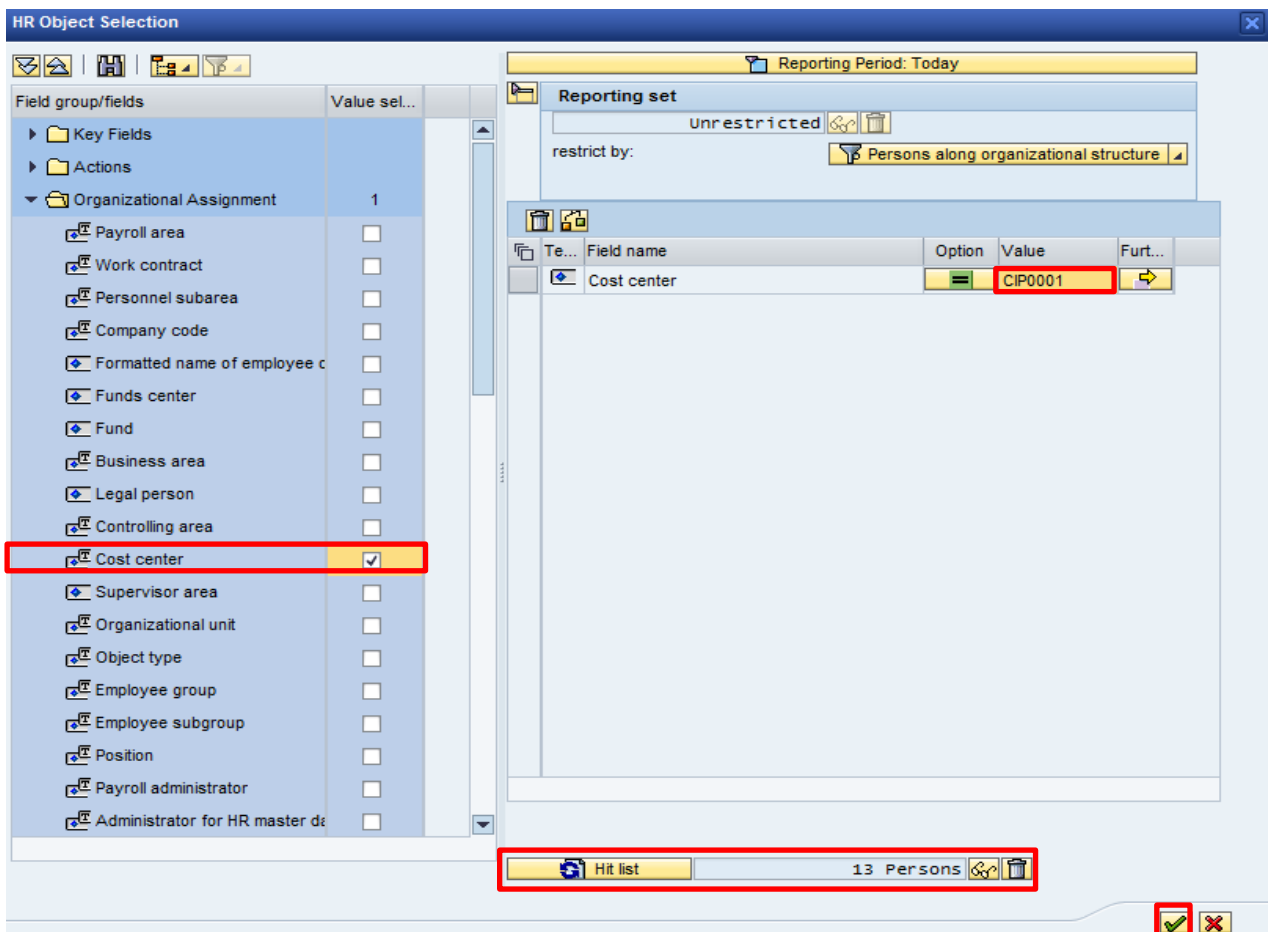 HR Object Selection
Field group/fields Value sel...
Key Fields
Actions
Organizational Assignment 1
Payroll area
Work contract
Personnel subarea
Company code
Formatted name of employee o
Funds center
Fund
Business area
Legal person
Controlling area
Cost center
Supervisor area
Organizational unit
Object type
Employee group
Employee subgroup
Position
Payroll administrator
Administrator for HR master da
Reporting Period: Today
Reporting set
Unrestricted
restrict by: Persons along organizational structure
Te... Field name Option Value Furt...
Cost center = CIP0001
Hit list 13 Persons